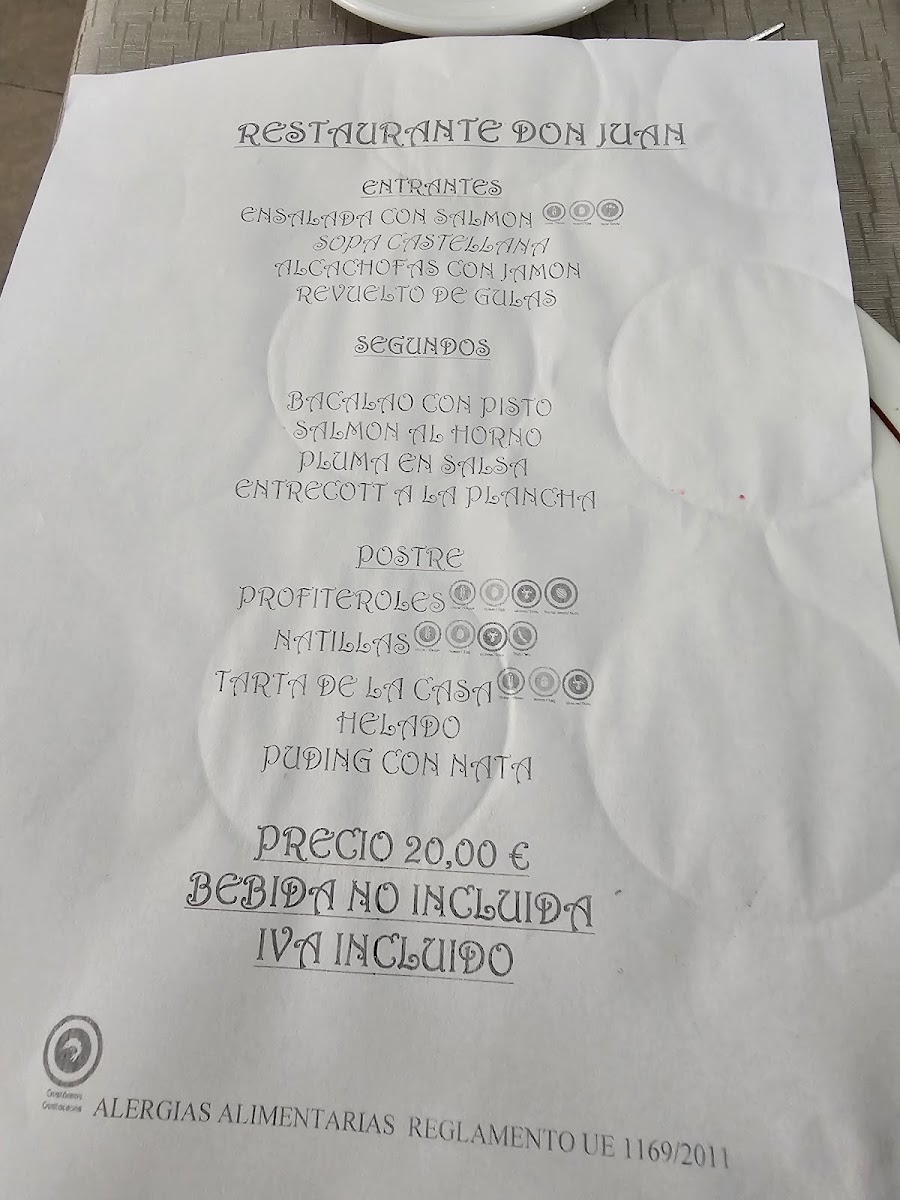 RESTAURANTE DON JUAN
ENTRANTES
ENSALADA CON SALMON
SOPA CASTELLANA
ALCACHOFAS CON JAMON
REVUELTO DE GULAS
SEGUNDOS
BACALAO CON PISTO
SALMON AL HORNO
PLUMA EN SALSA
ENTRECOTT A LA PLANCHA
POSTRE
PROFITEROLES
NATILLAS
TARTA DE LA CASA
HELADO
PUDING CON NATA
PRECIO 20,00 €
BEBIDA NO INCLUIDA
IVA INCLUIDO
ALERGIAS ALIMENTARIAS REGLAMENTO UE 1169/2011